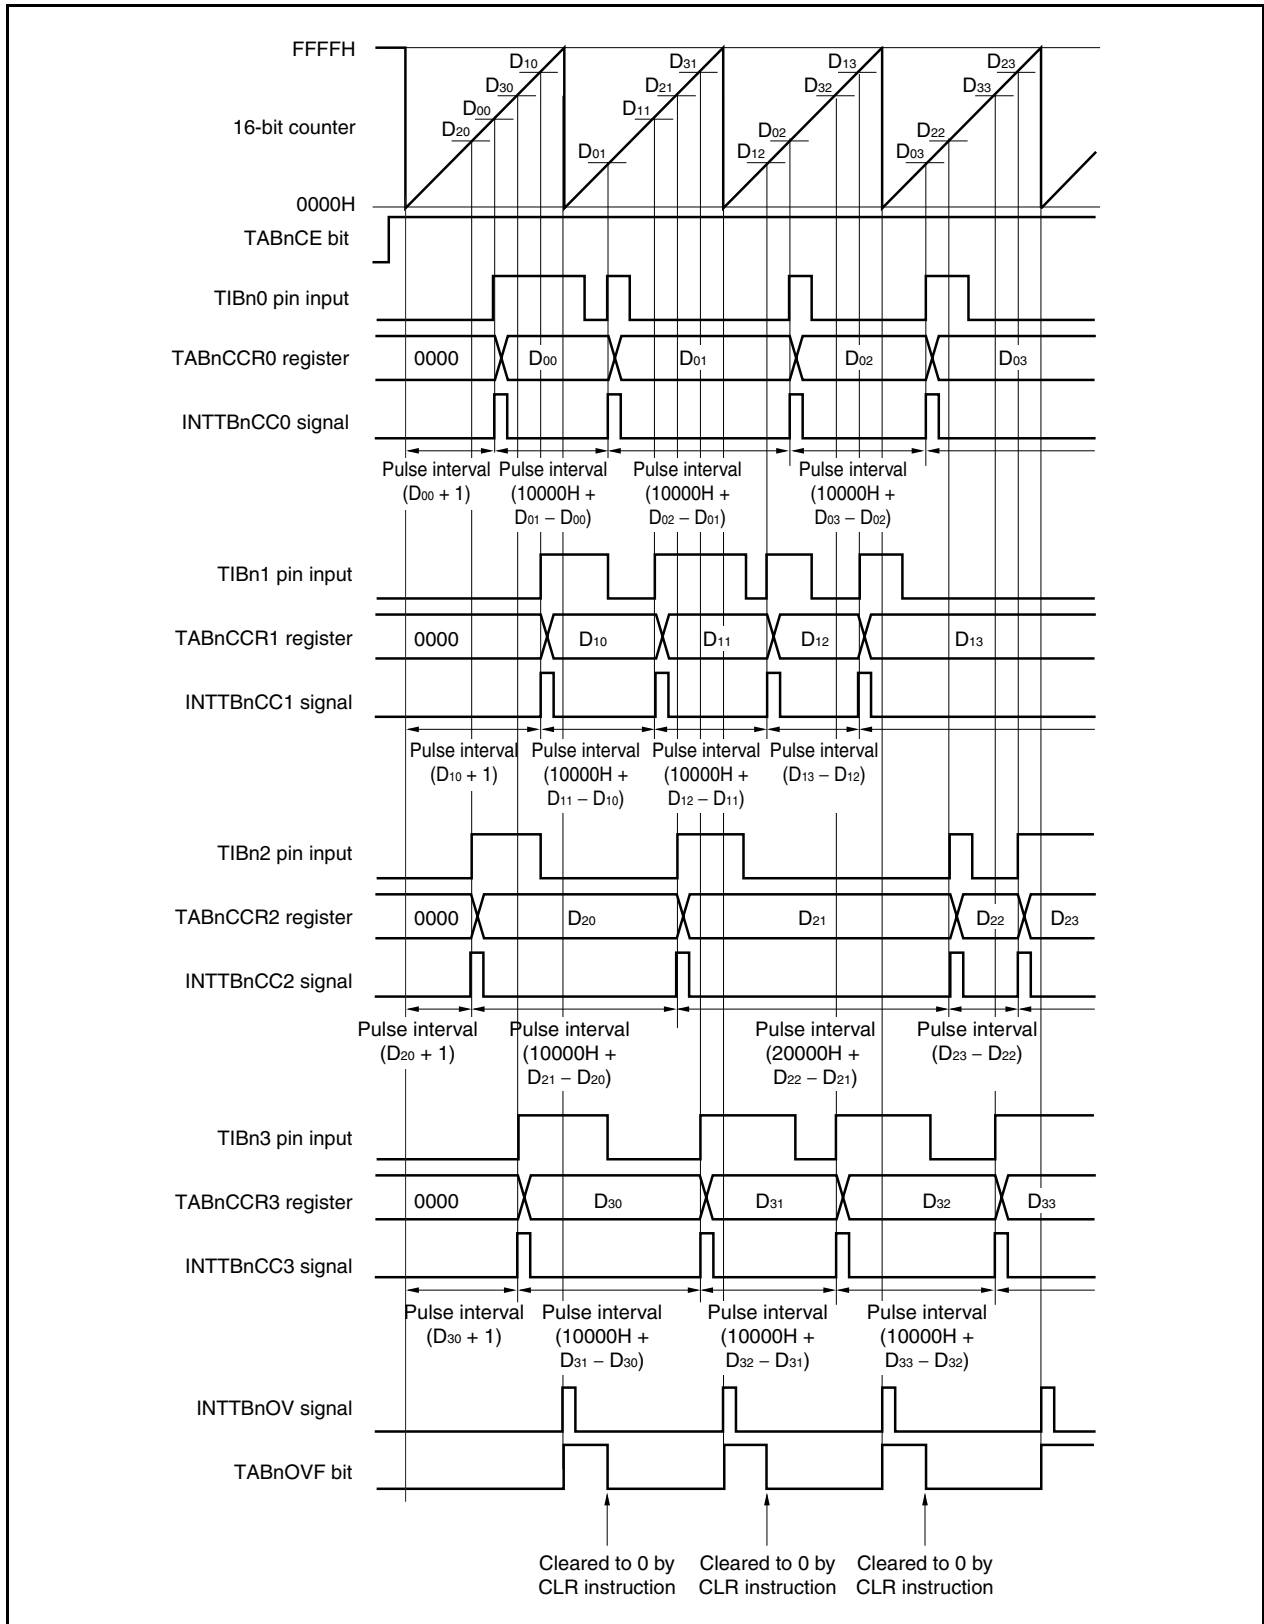 FFFFH
D10
D31
D13
D23
D30
D21
D32
D33
D00
D11
16-bit counter
D20
D02
D22
D01
D12
D03
0000H
TABnCE bit
TIBn0 pin input
TABnCCR0 register
0000
D00
D01
D02
D03
INTTBnCC0 signal
Pulse interval
(D00 + 1)
Pulse interval
(10000H +
D01 – D00)
Pulse interval
(10000H +
D02 – D01)
Pulse interval
(10000H +
D03 – D02)
TIBn1 pin input
TABnCCR1 register
0000
D10
D11
D12
D13
INTTBnCC1 signal
Pulse interval
(D10 + 1)
Pulse interval
(10000H +
D11 – D10)
Pulse interval
(10000H +
D12 – D11)
Pulse interval
(D13 – D12)
TIBn2 pin input
TABnCCR2 register
0000
D20
D21
D22
D23
INTTBnCC2 signal
Pulse interval
(D20 + 1)
Pulse interval
(10000H +
D21 – D20)
Pulse interval
(20000H +
D22 – D21)
Pulse interval
(D23 – D22)
TIBn3 pin input
TABnCCR3 register
0000
D30
D31
D32
D33
INTTBnCC3 signal
Pulse interval
(D30 + 1)
Pulse interval
(10000H +
D31 – D30)
Pulse interval
(10000H +
D32 – D31)
Pulse interval
(10000H +
D33 – D32)
INTTBnOV signal
TABnOVF bit
Cleared to 0 by
CLR instruction
Cleared to 0 by
CLR instruction
Cleared to 0 by
CLR instruction